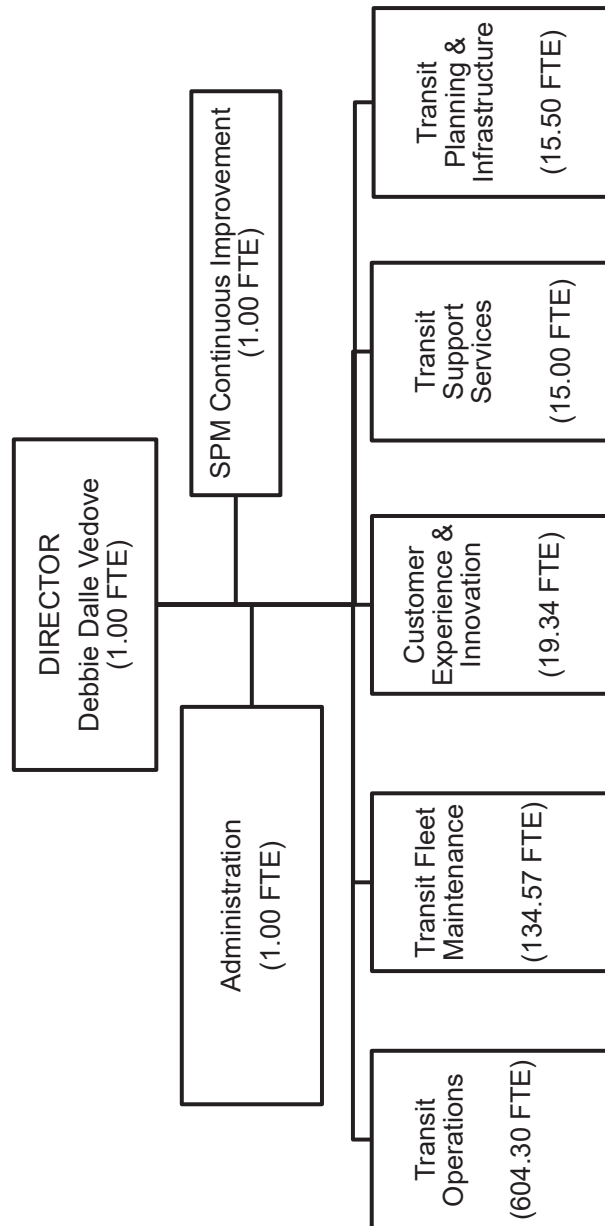 DIRECTOR
Debbie Dalle Vedove
(1.00 FTE)
Administration
(1.00 FTE)
SPM Continuous Improvement
(1.00 FTE)
Transit
Operations
(604.30 FTE)
Transit Fleet
Maintenance
(134.57 FTE)
Customer
Experience &
Innovation
(19.34 FTE)
Transit
Support
Services
(15.00 FTE)
Transit
Planning &
Infrastructure
(15.50 FTE)